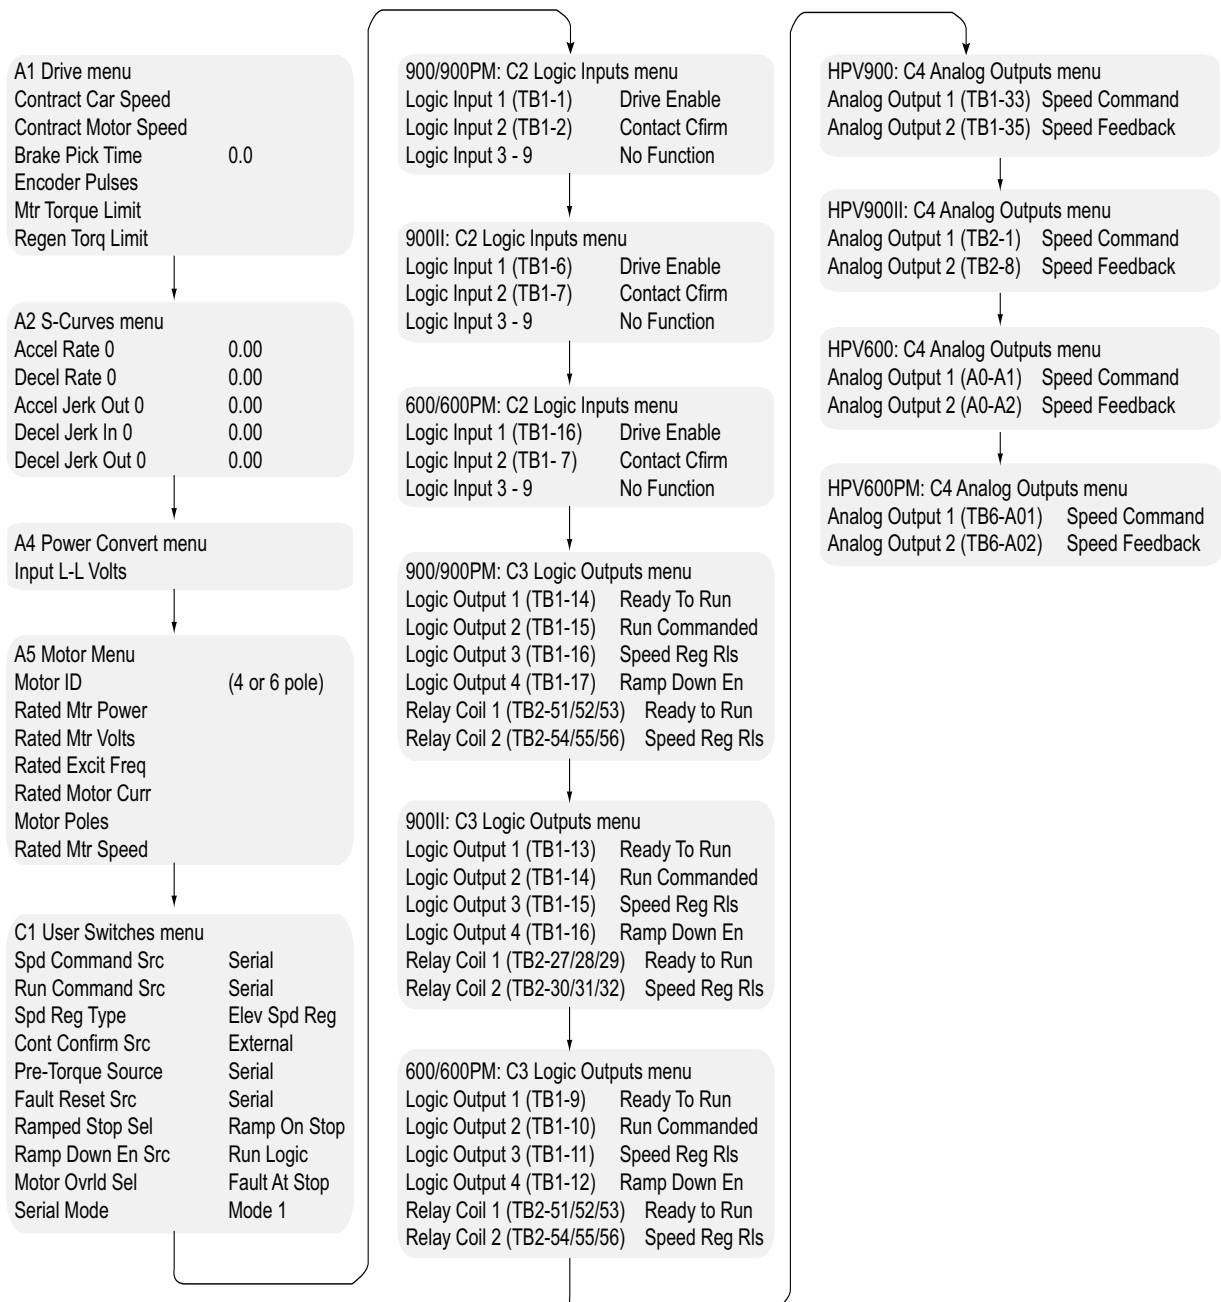 A1 Drive menu
Contract Car Speed
Contract Motor Speed
Brake Pick Time 0.0
Encoder Pulses
Mtr Torque Limit
Regen Torq Limit
A2 S-Curves menu
Accel Rate 0 0.00
Decel Rate 0 0.00
Accel Jerk Out 0 0.00
Decel Jerk In 0 0.00
Decel Jerk Out 0 0.00
A4 Power Convert menu
Input L-L Volts
A5 Motor Menu
Motor ID (4 or 6 pole)
Rated Mtr Power
Rated Mtr Volts
Rated Excit Freq
Rated Motor Curr
Motor Poles
Rated Mtr Speed
C1 User Switches menu
Spd Command Src Serial
Run Command Src Serial
Spd Reg Type Elev Spd Reg
Cont Confirm Src External
Pre-Torque Source Serial
Fault Reset Src Serial
Ramped Stop Sel Ramp On Stop
Ramp Down En Src Run Logic
Motor Ovrld Sel Fault At Stop
Serial Mode Mode 1
900/900PM: C2 Logic Inputs menu
Logic Input 1 (TB1-1) Drive Enable
Logic Input 2 (TB1-2) Contact Cfirm
Logic Input 3 - 9 No Function
900II: C2 Logic Inputs menu
Logic Input 1 (TB1-6) Drive Enable
Logic Input 2 (TB1-7) Contact Cfirm
Logic Input 3 - 9 No Function
600/600PM: C2 Logic Inputs menu
Logic Input 1 (TB1-16) Drive Enable
Logic Input 2 (TB1- 7) Contact Cfirm
Logic Input 3 - 9 No Function
900/900PM: C3 Logic Outputs menu
Logic Output 1 (TB1-14) Ready To Run
Logic Output 2 (TB1-15) Run Commanded
Logic Output 3 (TB1-16) Speed Reg Rls
Logic Output 4 (TB1-17) Ramp Down En
Relay Coil 1 (TB2-51/52/53) Ready to Run
Relay Coil 2 (TB2-54/55/56) Speed Reg Rls
900II: C3 Logic Outputs menu
Logic Output 1 (TB1-13) Ready To Run
Logic Output 2 (TB1-14) Run Commanded
Logic Output 3 (TB1-15) Speed Reg Rls
Logic Output 4 (TB1-16) Ramp Down En
Relay Coil 1 (TB2-27/28/29) Ready to Run
Relay Coil 2 (TB2-30/31/32) Speed Reg Rls
600/600PM: C3 Logic Outputs menu
Logic Output 1 (TB1-9) Ready To Run
Logic Output 2 (TB1-10) Run Commanded
Logic Output 3 (TB1-11) Speed Reg Rls
Logic Output 4 (TB1-12) Ramp Down En
Relay Coil 1 (TB2-51/52/53) Ready to Run
Relay Coil 2 (TB2-54/55/56) Speed Reg Rls
HPV900: C4 Analog Outputs menu
Analog Output 1 (TB1-33) Speed Command
Analog Output 2 (TB1-35) Speed Feedback
HPV900II: C4 Analog Outputs menu
Analog Output 1 (TB2-1) Speed Command
Analog Output 2 (TB2-8) Speed Feedback
HPV600: C4 Analog Outputs menu
Analog Output 1 (A0-A1) Speed Command
Analog Output 2 (A0-A2) Speed Feedback
HPV600PM: C4 Analog Outputs menu
Analog Output 1 (TB6-A01) Speed Command
Analog Output 2 (TB6-A02) Speed Feedback